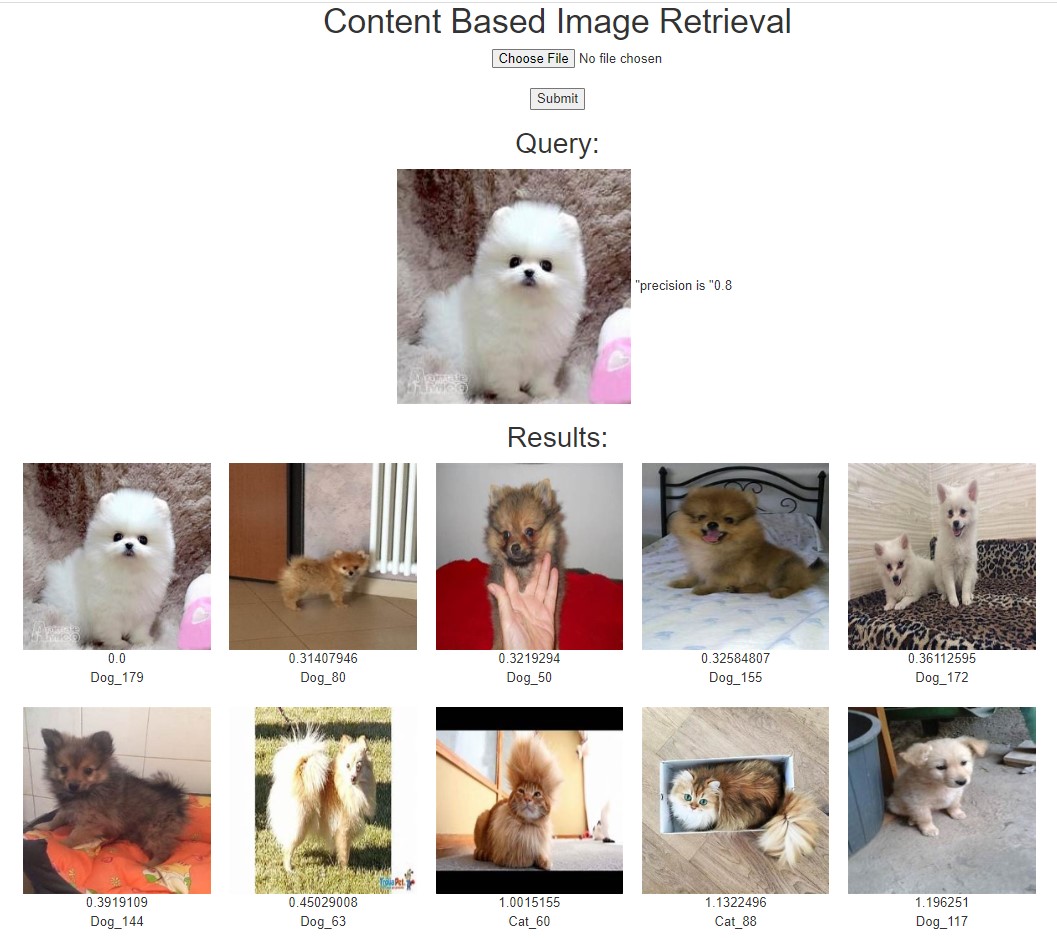 Content Based Image Retrieval
Choose File No file chosen
Submit
Query:
"precision is "0.8
Results:
0.0
Dog_179
0.31407946
Dog_80
0.3219294
Dog_50
0.32584807
Dog_155
0.36112595
Dog_172
0.3919109
Dog_144
0.45029008
Dog_63
1.0015155
Cat_60
1.1322496
Cat_88
1.196251
Dog_117